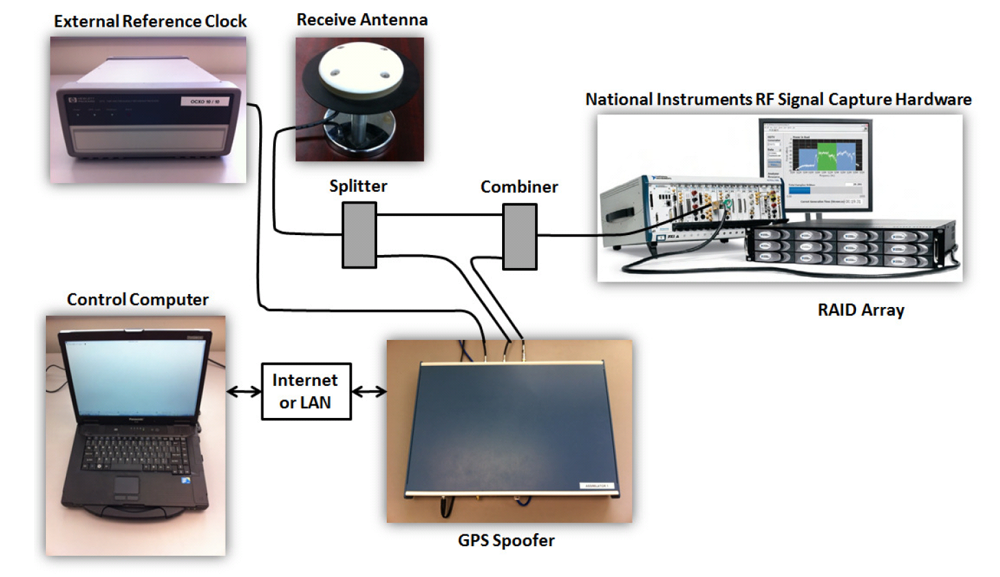 External Reference Clock
Receive Antenna
OCXO 10 / 10
National Instruments RF Signal Capture Hardware
Splitter
Combiner
RAID Array
Control Computer
Internet
or LAN
Panasonic
GPS Spoofer